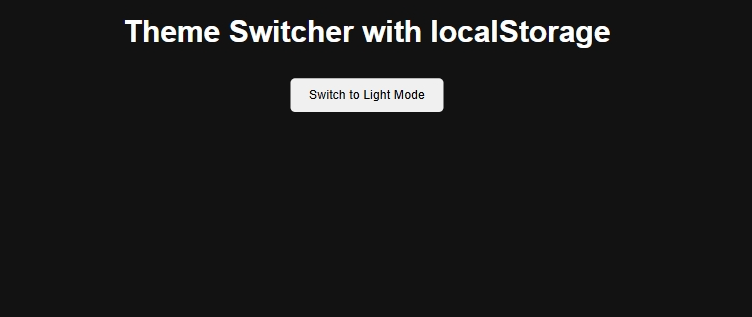 Theme Switcher with localStorage
Switch to Light Mode